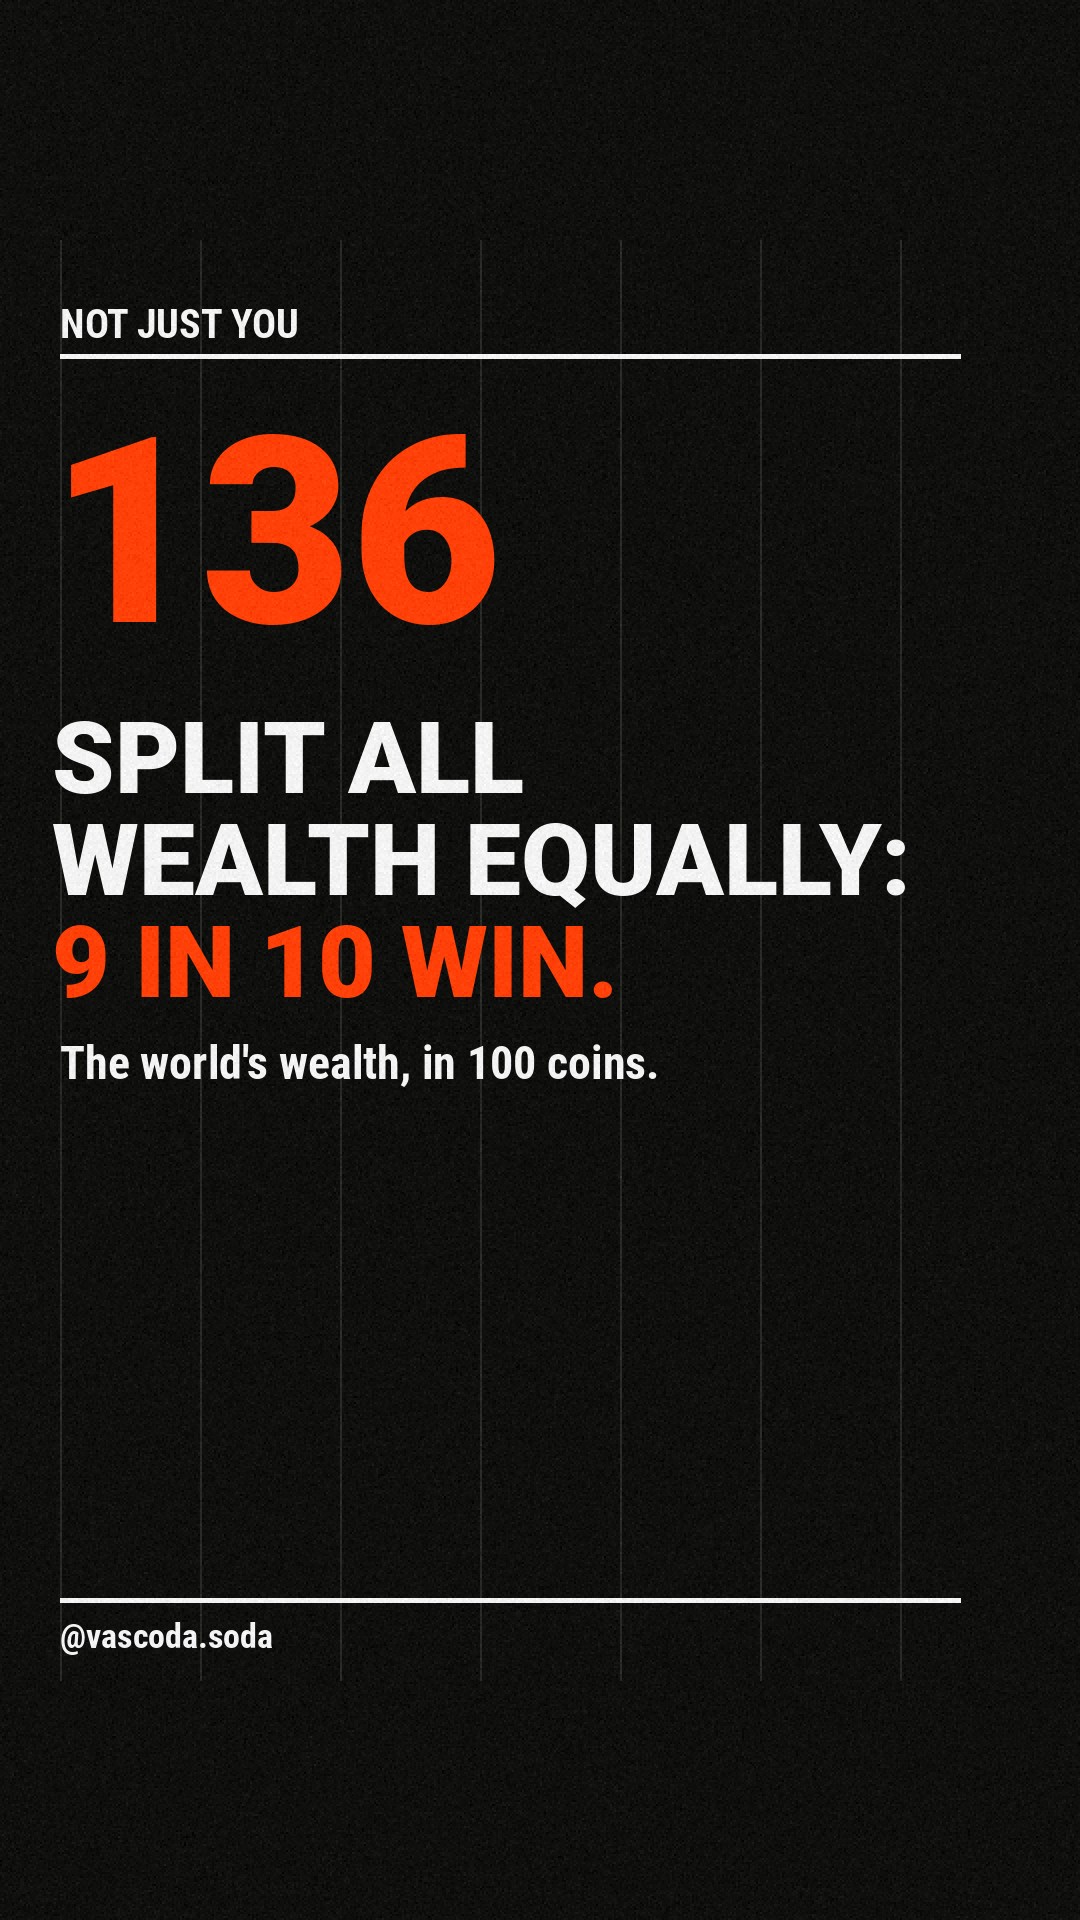 NOT JUST YOU
136
SPLIT ALL
WEALTH EQUALLY:
9 IN 10 WIN.
The world's wealth, in 100 coins.
@vascoda.soda